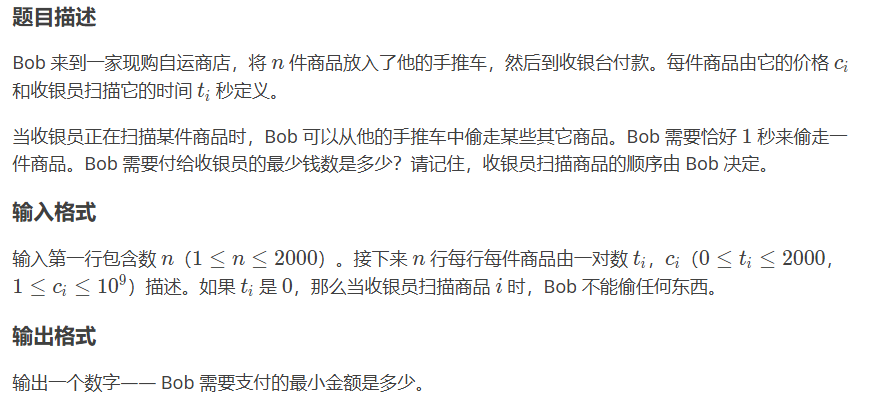 题目描述
Bob 来到一家现购自运商店，将 n 件商品放入了他的手推车，然后到收银台付款。每件商品由它的价格 c_i
和收银员扫描它的时间 t_i 秒定义。
当收银员正在扫描某件商品时，Bob 可以从他的手推车中偷走某些其它商品。Bob 需要恰好 1 秒来偷走一
件商品。Bob 需要付给收银员的最少钱数是多少？请记住，收银员扫描商品的顺序由 Bob 决定。
输入格式
输入第一行包含数 n（1 ≤ n ≤ 2000）。接下来 n 行每行每件商品由一对数 t_i，c_i（0 ≤ t_i ≤ 2000，
1 ≤ c_i ≤ 10^9）描述。如果 t_i 是 0，那么当收银员扫描商品 i 时，Bob 不能偷任何东西。
输出格式
输出一个数字—— Bob 需要支付的最小金额是多少。